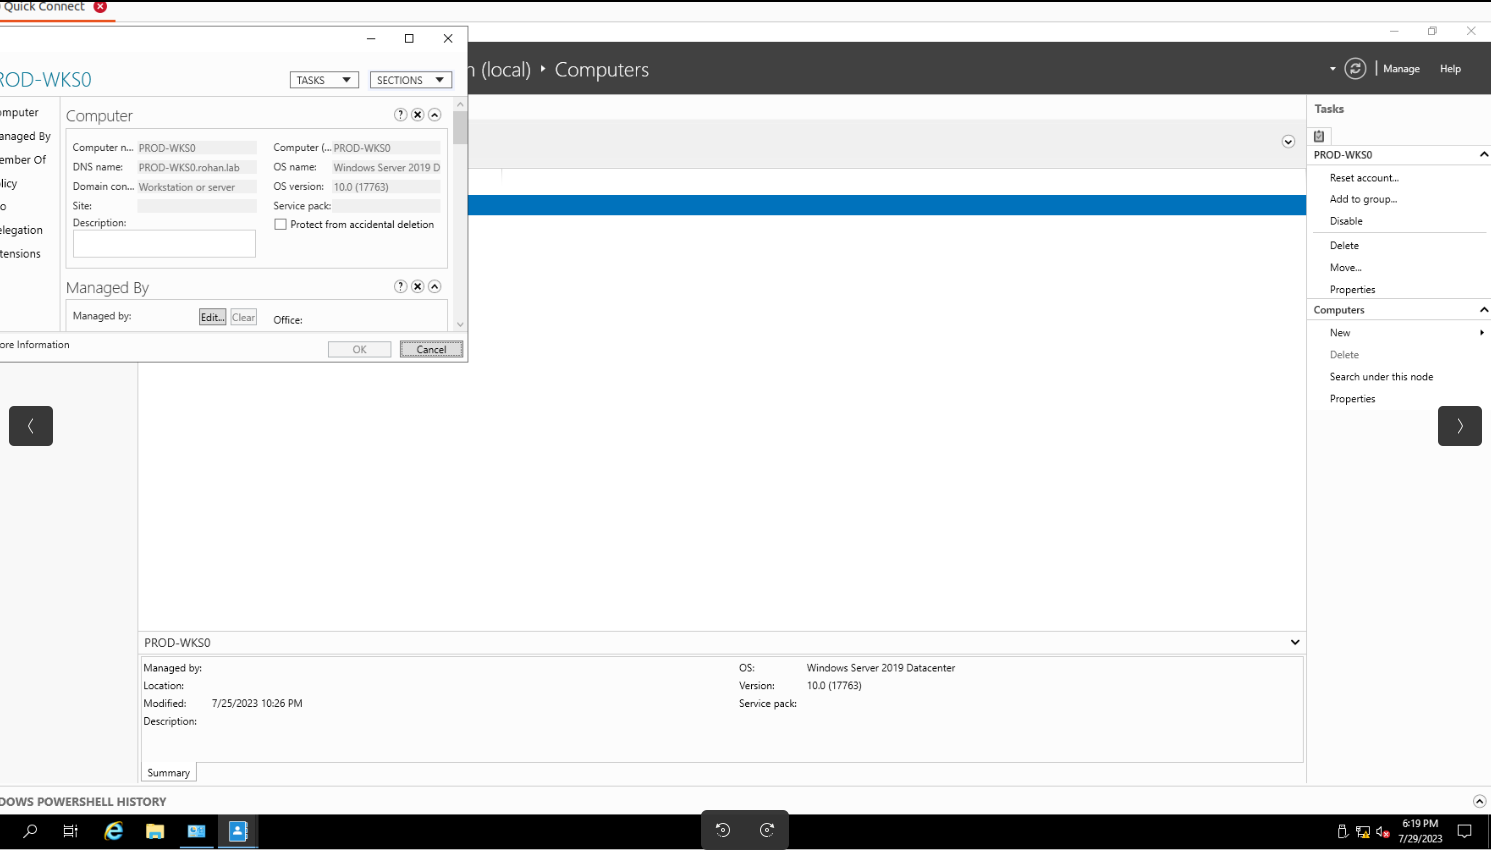 Quick Connect
ROD-WKS0
TASKS
SECTIONS
(local) ‣ Computers
Manage
Help
omputer
anaged By
ember Of
licy
o
elegation
tensions
Computer
Computer n... PROD-WKS0
Computer (... PROD-WKS0
DNS name: PROD-WKS0.rohan.lab
OS name: Windows Server 2019 D
Domain con... Workstation or server
OS version: 10.0 (17763)
Site:
Service pack:
Description:
Protect from accidental deletion
Managed By
Managed by:
Edit...
Clear
Office:
ore Information
OK
Cancel
Tasks
PROD-WKS0
Reset account...
Add to group...
Disable
Delete
Move...
Properties
Computers
New
Delete
Search under this node
Properties
PROD-WKS0
Managed by:
OS: Windows Server 2019 Datacenter
Location:
Version: 10.0 (17763)
Modified: 7/25/2023 10:26 PM
Service pack:
Description:
Summary
DOWS POWERSHELL HISTORY
6:19 PM
7/29/2023